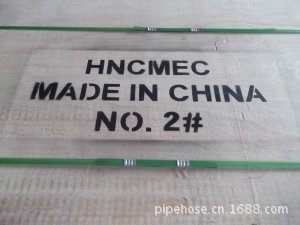 HNCMEC
MADE IN CHINA
NO. 2#
pipehose.cn.1688.com